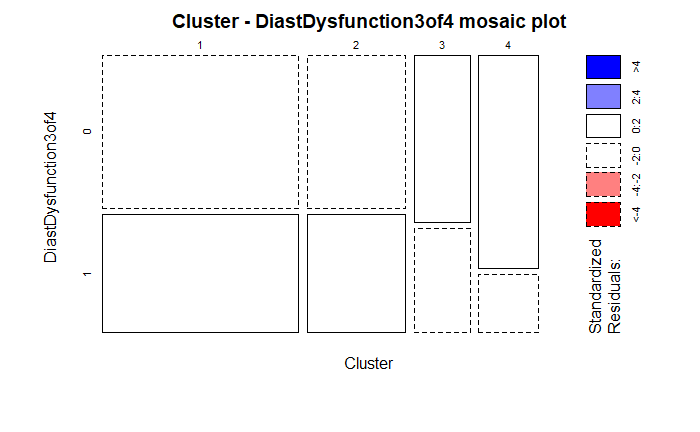 Cluster - DiastDysfunction3of4 mosaic plot
1 2 3 4
DiastDysfunction3of4
0
1
Cluster
Standardized
Residuals:
<-4
-4:-2
-2:0
0:2
2:4
>4